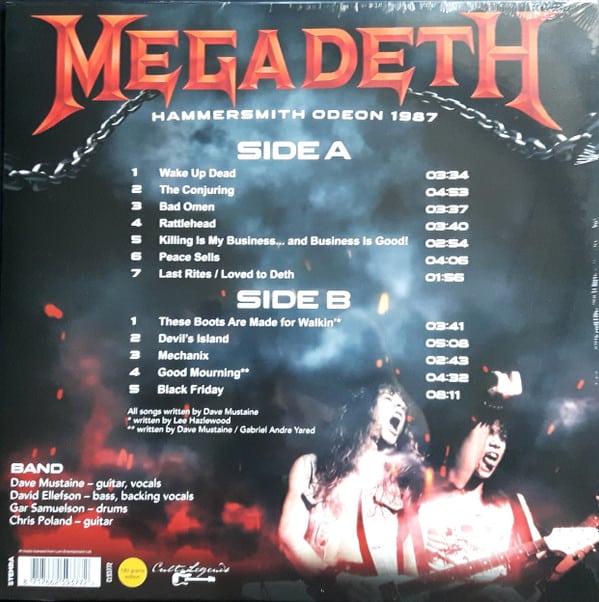 MEGADETH
HAMMERSMITH ODEON 1987
SIDE A
1 Wake Up Dead 03:34
2 The Conjuring 04:53
3 Bad Omen 03:37
4 Rattlehead 03:40
5 Killing Is My Business... and Business Is Good! 02:54
6 Peace Sells 04:06
7 Last Rites / Loved to Deth 01:56
SIDE B
1 These Boots Are Made for Walkin'* 03:41
2 Devil's Island 05:08
3 Mechanix 02:43
4 Good Mourning** 04:32
5 Black Friday 08:11
All songs written by Dave Mustaine
* written by Lee Hazlewood
** written by Dave Mustaine / Gabriel Andre Yared
BAND
Dave Mustaine – guitar, vocals
David Ellefson – bass, backing vocals
Gar Samuelson – drums
Chris Poland – guitar
180 grams
edition
Cult Legends